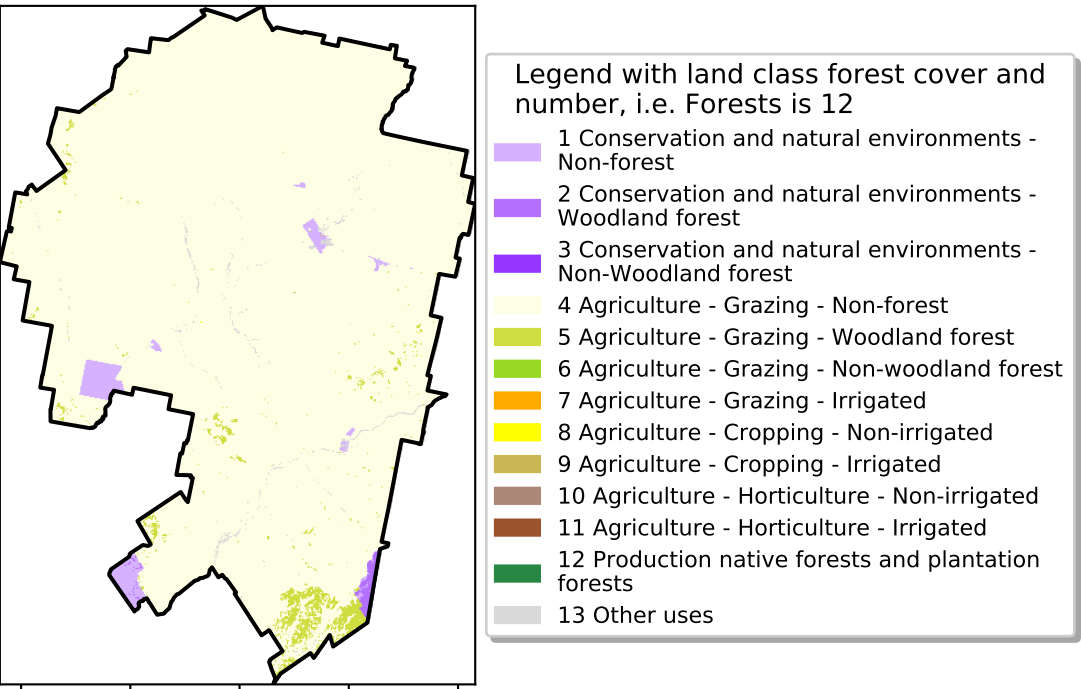 Legend with land class forest cover and
number, i.e. Forests is 12
1 Conservation and natural environments -
Non-forest
2 Conservation and natural environments -
Woodland forest
3 Conservation and natural environments -
Non-Woodland forest
4 Agriculture - Grazing - Non-forest
5 Agriculture - Grazing - Woodland forest
6 Agriculture - Grazing - Non-woodland forest
7 Agriculture - Grazing - Irrigated
8 Agriculture - Cropping - Non-irrigated
9 Agriculture - Cropping - Irrigated
10 Agriculture - Horticulture - Non-irrigated
11 Agriculture - Horticulture - Irrigated
12 Production native forests and plantation
forests
13 Other uses